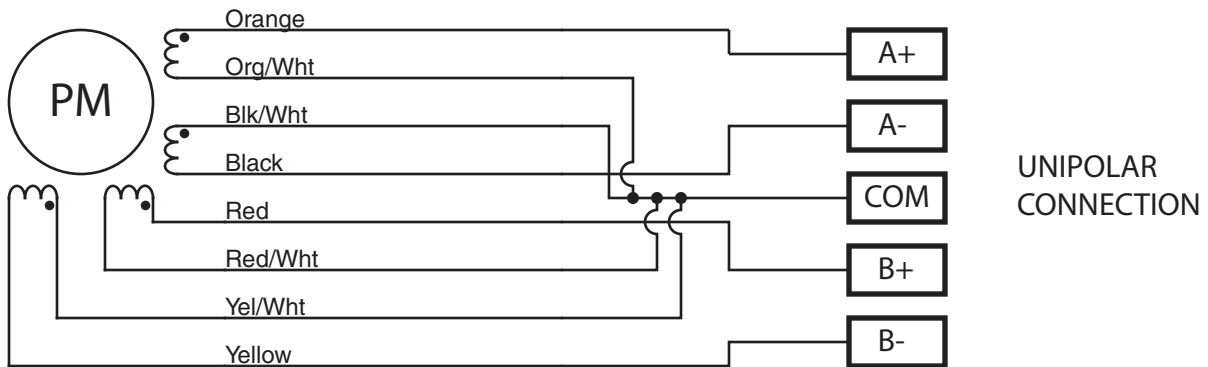 PM
Orange
Org/Wht
Blk/Wht
Black
Red
Red/Wht
Yel/Wht
Yellow
A+
A-
COM
B+
B-
UNIPOLAR
CONNECTION